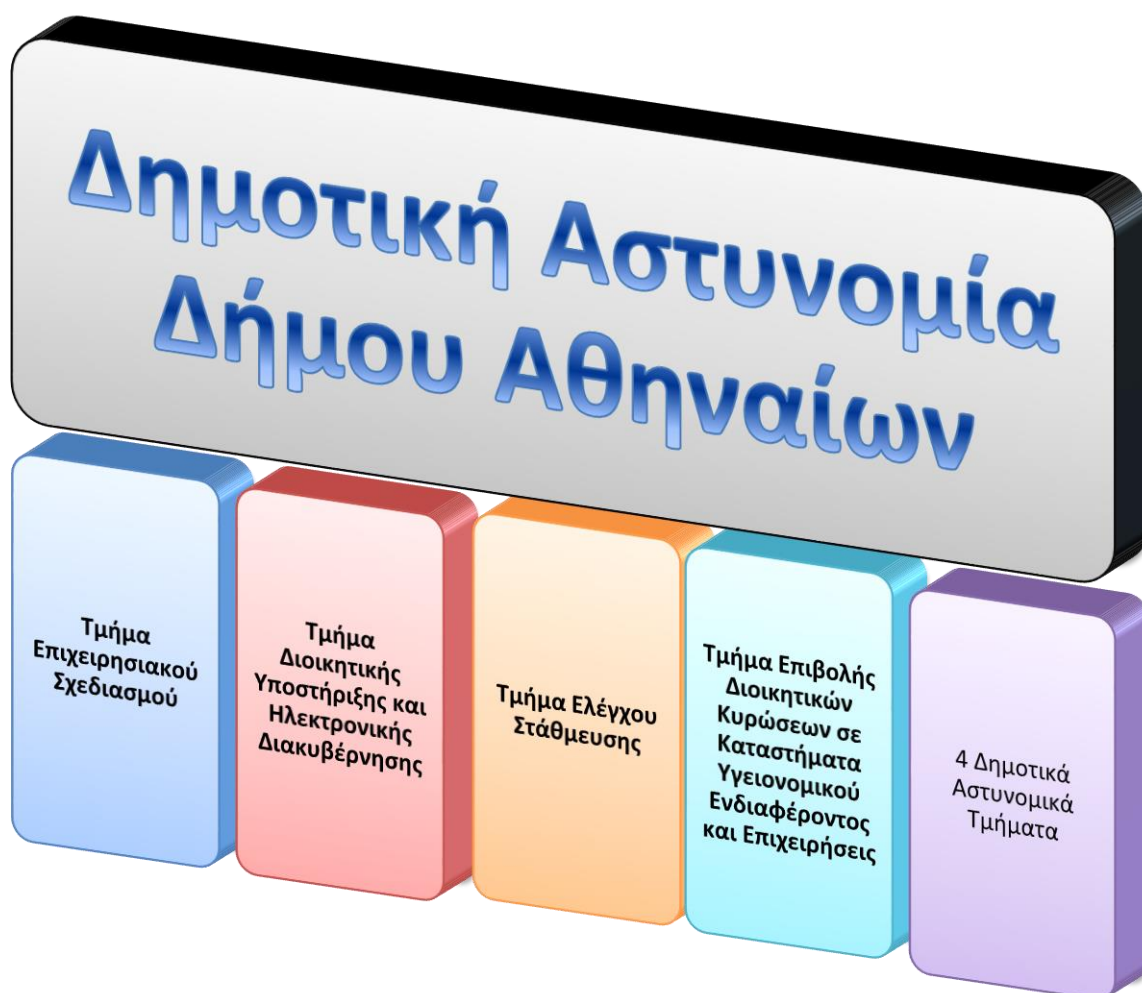 Δημοτική Αστυνομία
Δήμου Αθηναίων
Τμήμα
Επιχειρησιακού
Σχεδιασμού
Τμήμα
Διοικητικής
Υποστήριξης και
Ηλεκτρονικής
Διακυβέρνησης
Τμήμα Ελέγχου
Στάθμευσης
Τμήμα Επιβολής
Διοικητικών
Κυρώσεων σε
Καταστήματα
Υγειονομικού
Ενδιαφέροντος
και Επιχειρήσεις
4 Δημοτικά
Αστυνομικά
Τμήματα